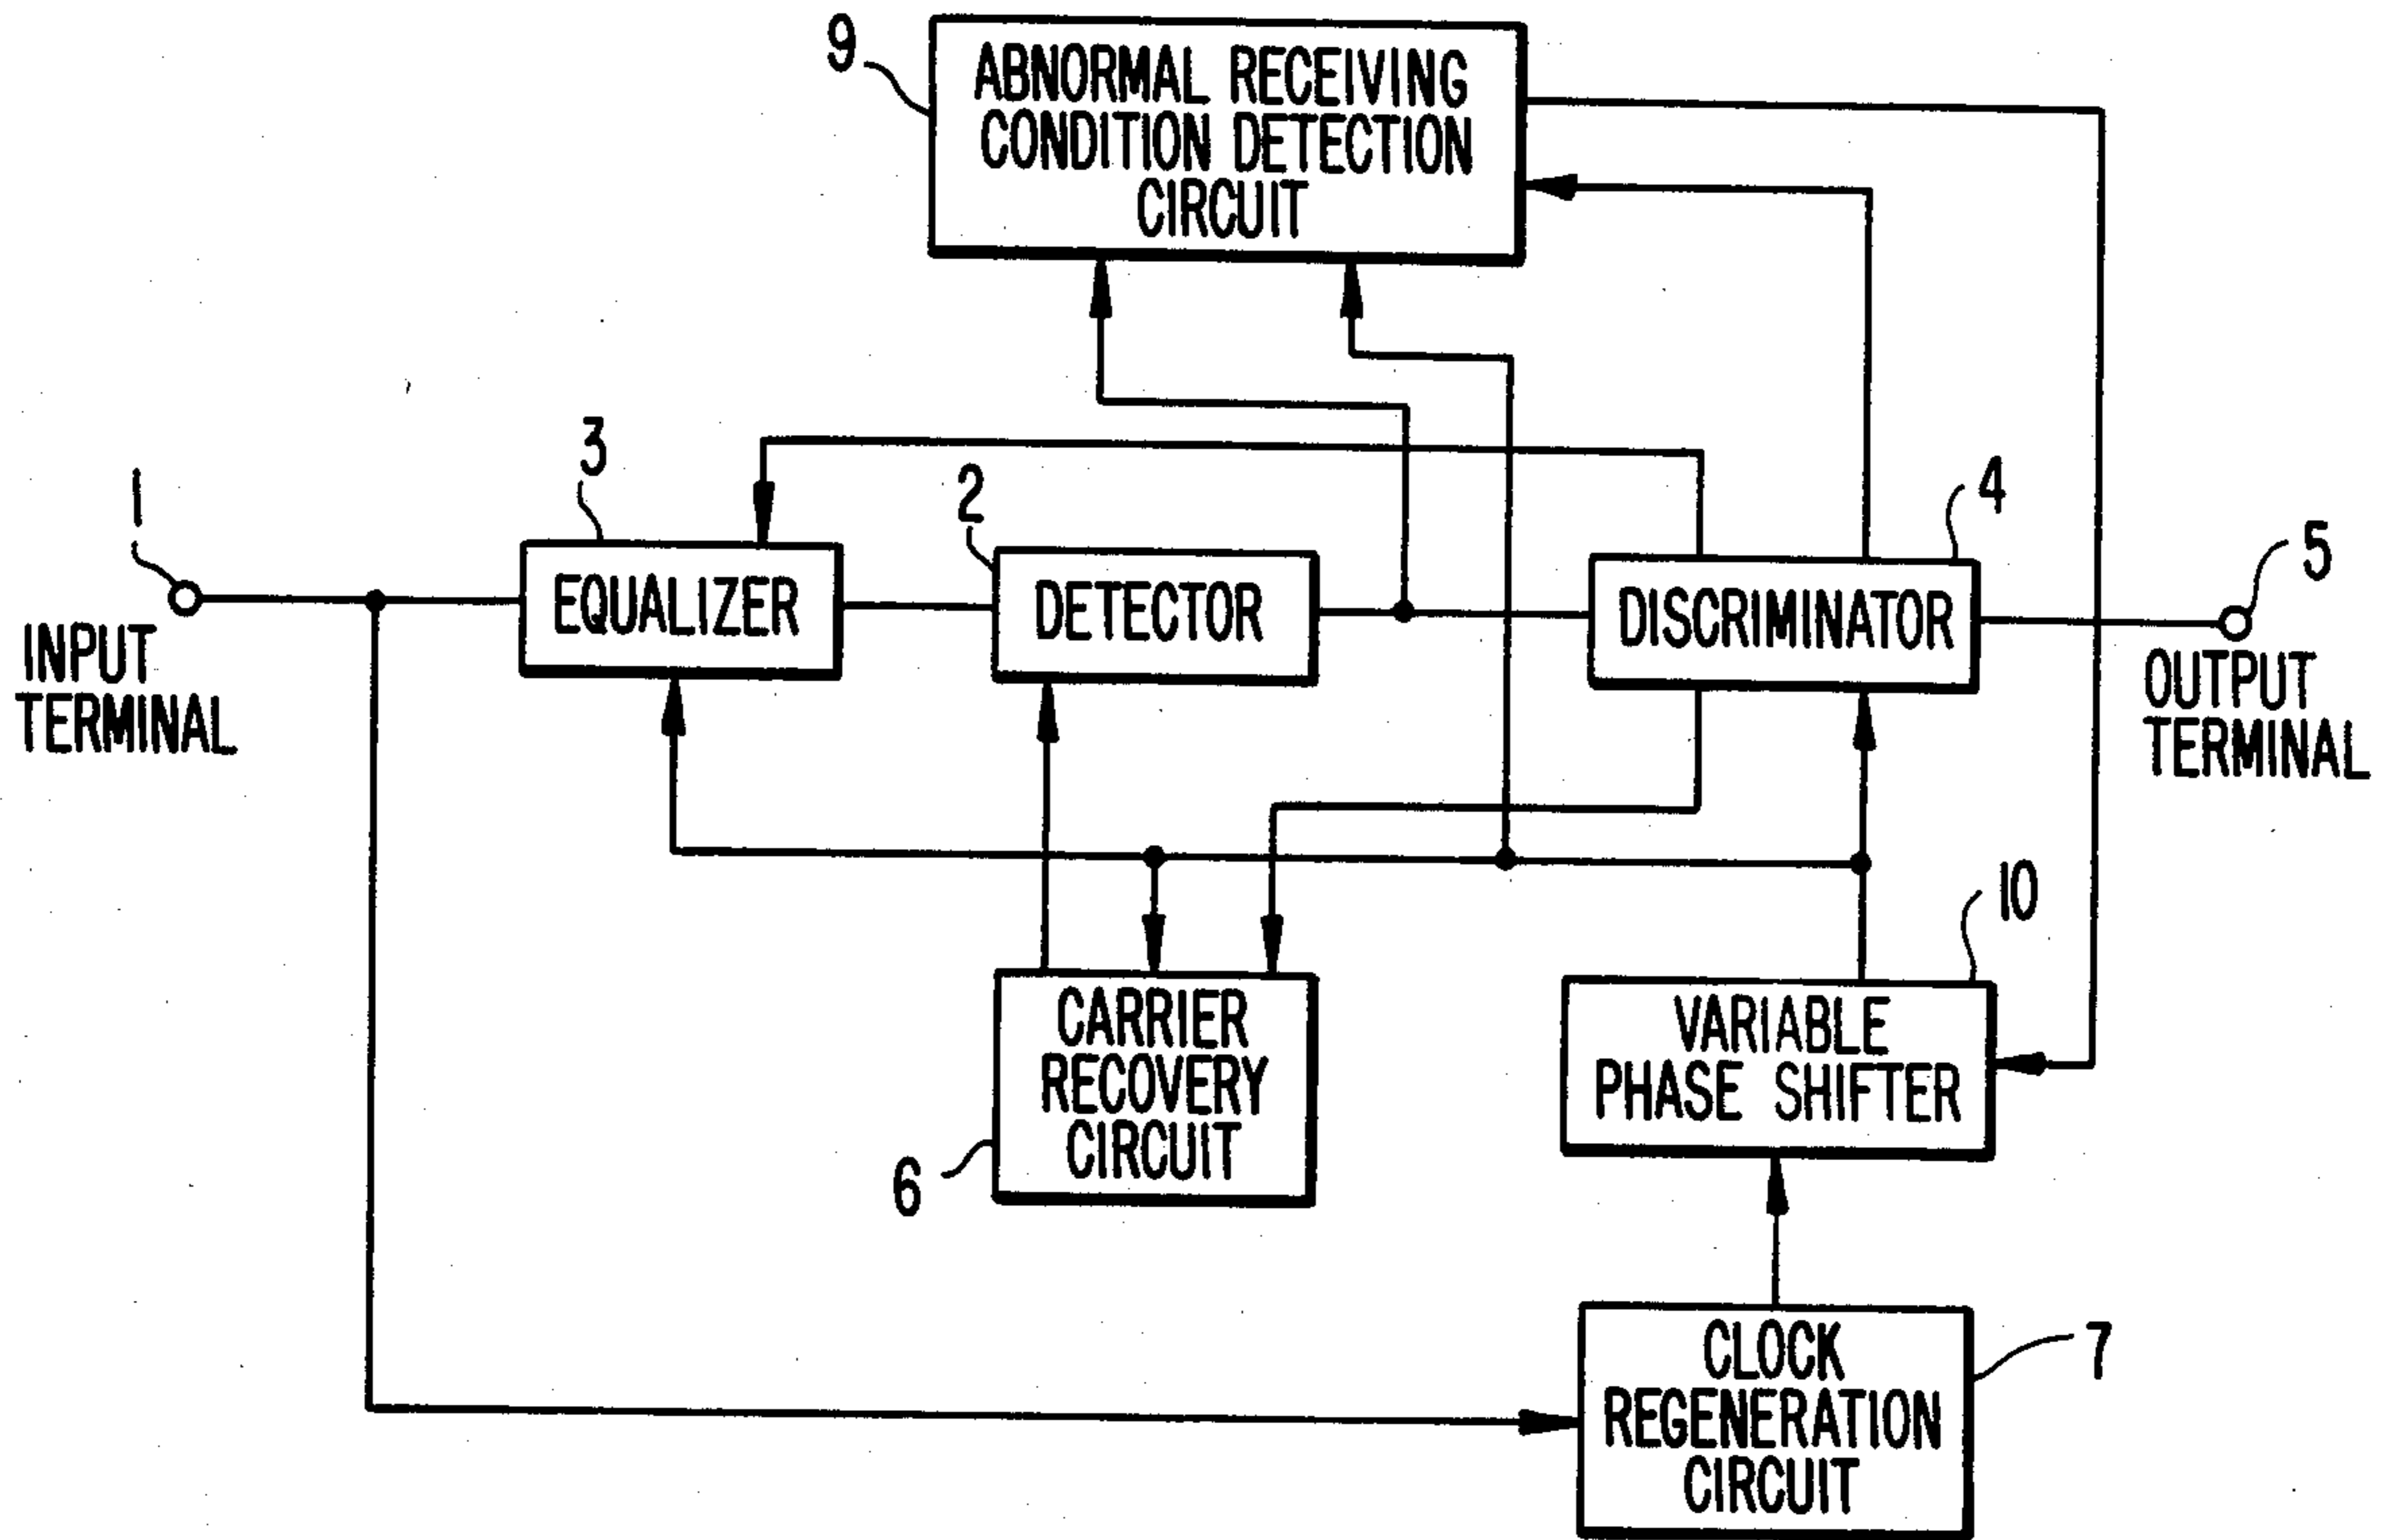 9
ABNORMAL RECEIVING
CONDITION DETECTION
CIRCUIT
1
INPUT
TERMINAL
3
EQUALIZER
2
DETECTOR
4
DISCRIMINATOR
5
OUTPUT
TERMINAL
CARRIER
RECOVERY
CIRCUIT
6
10
VARIABLE
PHASE SHIFTER
CLOCK
REGENERATION
CIRCUIT
7